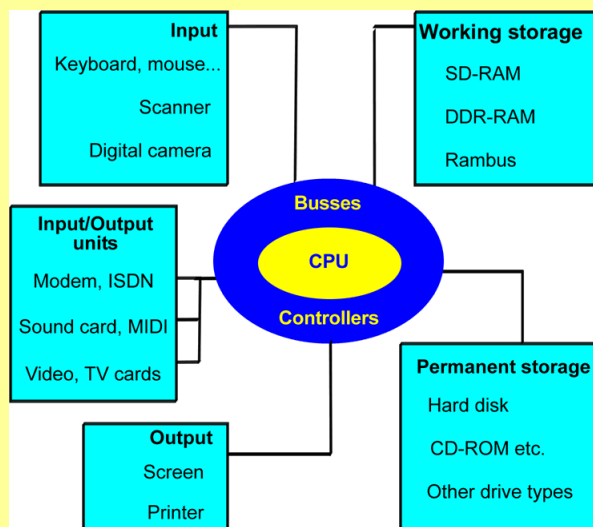 Input
Keyboard, mouse...
Scanner
Digital camera
Working storage
SD-RAM
DDR-RAM
Rambus
Busses
CPU
Controllers
Input/Output
units
Modem, ISDN
Sound card, MIDI
Video, TV cards
Permanent storage
Hard disk
CD-ROM etc.
Other drive types
Output
Screen
Printer